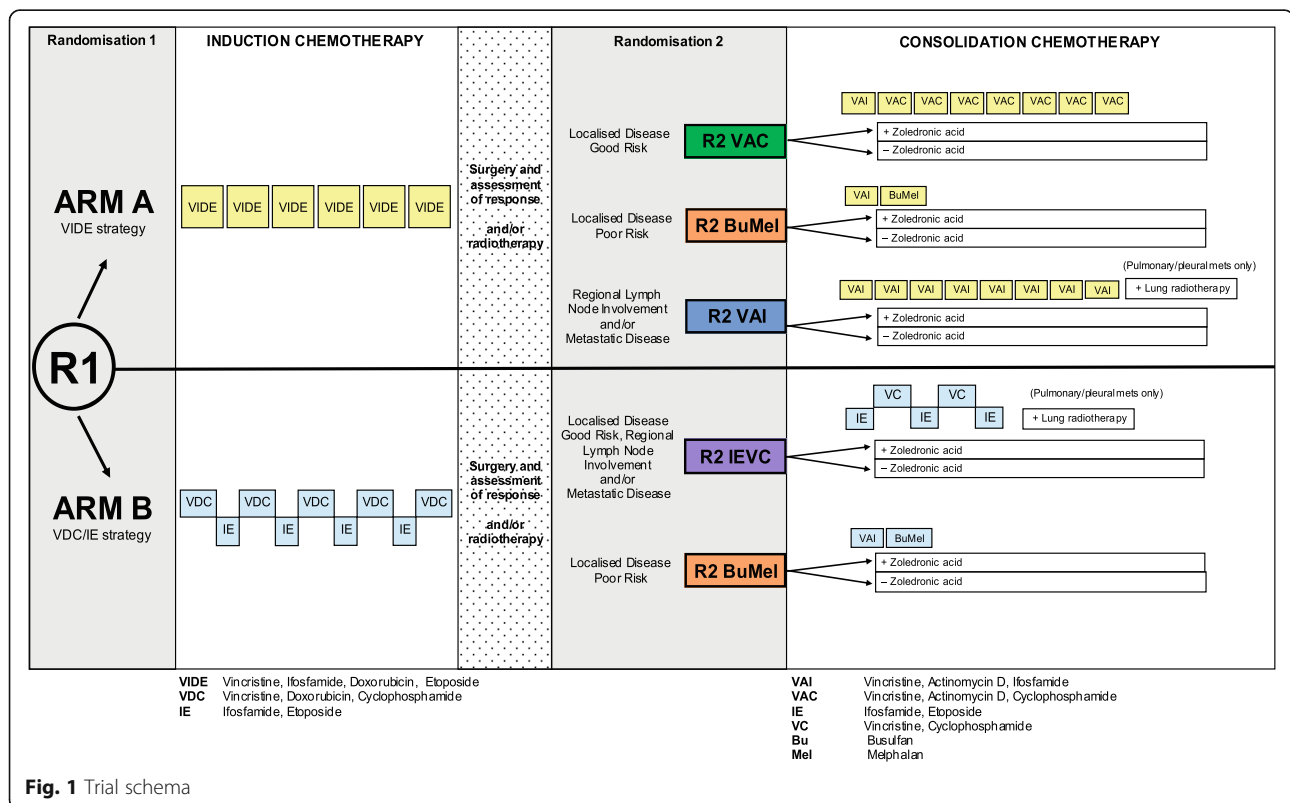 Randomisation 1
INDUCTION CHEMOTHERAPY
Randomisation 2
CONSOLIDATION CHEMOTHERAPY
ARM A
VIDE strategy
VIDE VIDE VIDE VIDE VIDE VIDE
Surgery and
assessment
of response
and/or
radiotherapy
Localised Disease
Good Risk
R2 VAC
VAI VAC VAC VAC VAC VAC VAC VAC
+ Zoledronic acid
– Zoledronic acid
Localised Disease
Poor Risk
R2 BuMel
VAI BuMel
+ Zoledronic acid
– Zoledronic acid
Regional Lymph
Node Involvement
and/or
Metastatic Disease
R2 VAI
(Pulmonary/pleural mets only)
VAI VAI VAI VAI VAI VAI VAI VAI + Lung radiotherapy
+ Zoledronic acid
– Zoledronic acid
R1
ARM B
VDC/IE strategy
VDC VDC VDC VDC VDC
IE IE IE IE
Surgery and
assessment
of response
and/or
radiotherapy
Localised Disease
Good Risk, Regional
Lymph Node
Involvement
and/or
Metastatic Disease
R2 IEVC
VC VC (Pulmonary/pleural mets only)
IE IE IE + Lung radiotherapy
+ Zoledronic acid
– Zoledronic acid
Localised Disease
Poor Risk
R2 BuMel
VAI BuMel
+ Zoledronic acid
– Zoledronic acid
VIDE Vincristine, Ifosfamide, Doxorubicin, Etoposide
VDC Vincristine, Doxorubicin, Cyclophosphamide
IE Ifosfamide, Etoposide
VAI Vincristine, Actinomycin D, Ifosfamide
VAC Vincristine, Actinomycin D, Cyclophosphamide
IE Ifosfamide, Etoposide
VC Vincristine, Cyclophosphamide
Bu Busulfan
Mel Melphalan
Fig. 1 Trial schema